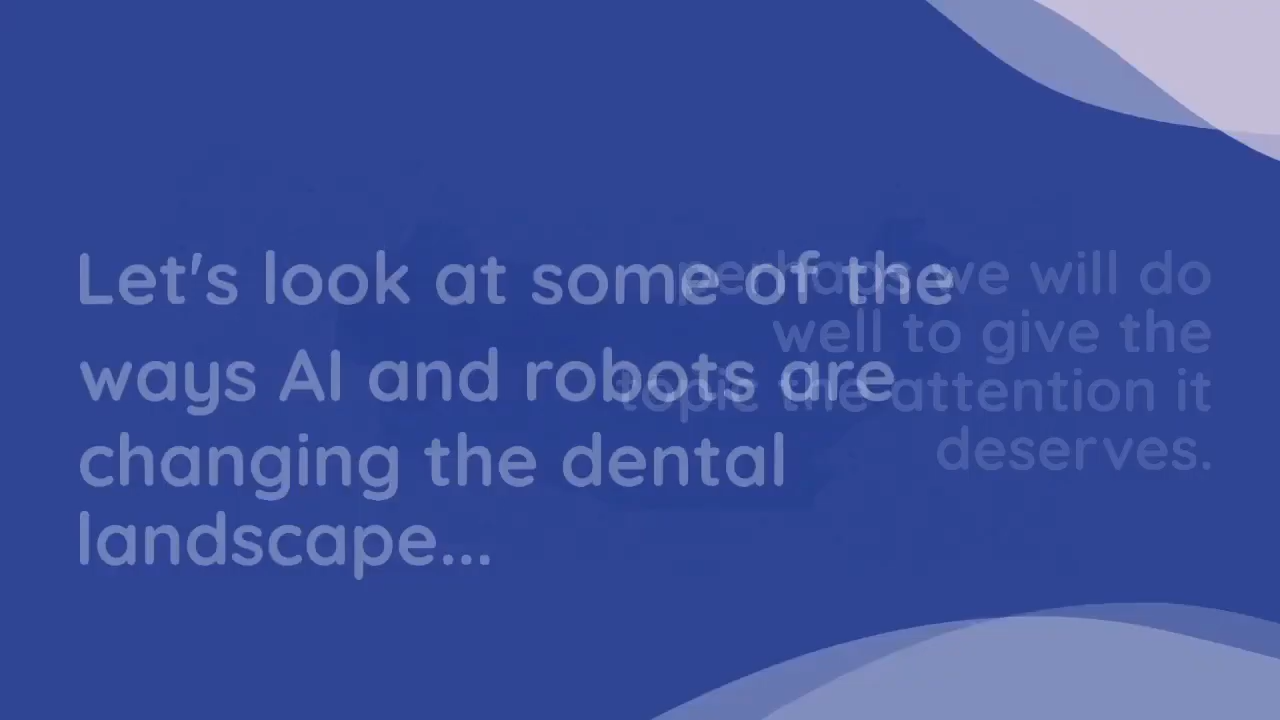 Let's look at some of the
ways AI and robots are
changing the dental
landscape...
perhaps we will do
well to give the
topic the attention it
deserves.